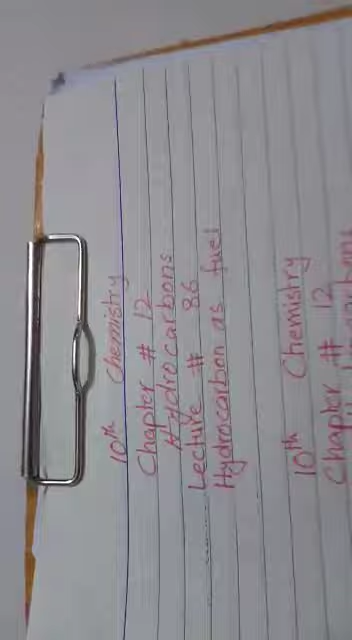 10th Chemistry
Chapter # 12
Hydrocarbons
Lecture # 86
Hydrocarbon as fuel
10th Chemistry
Chapter # 12